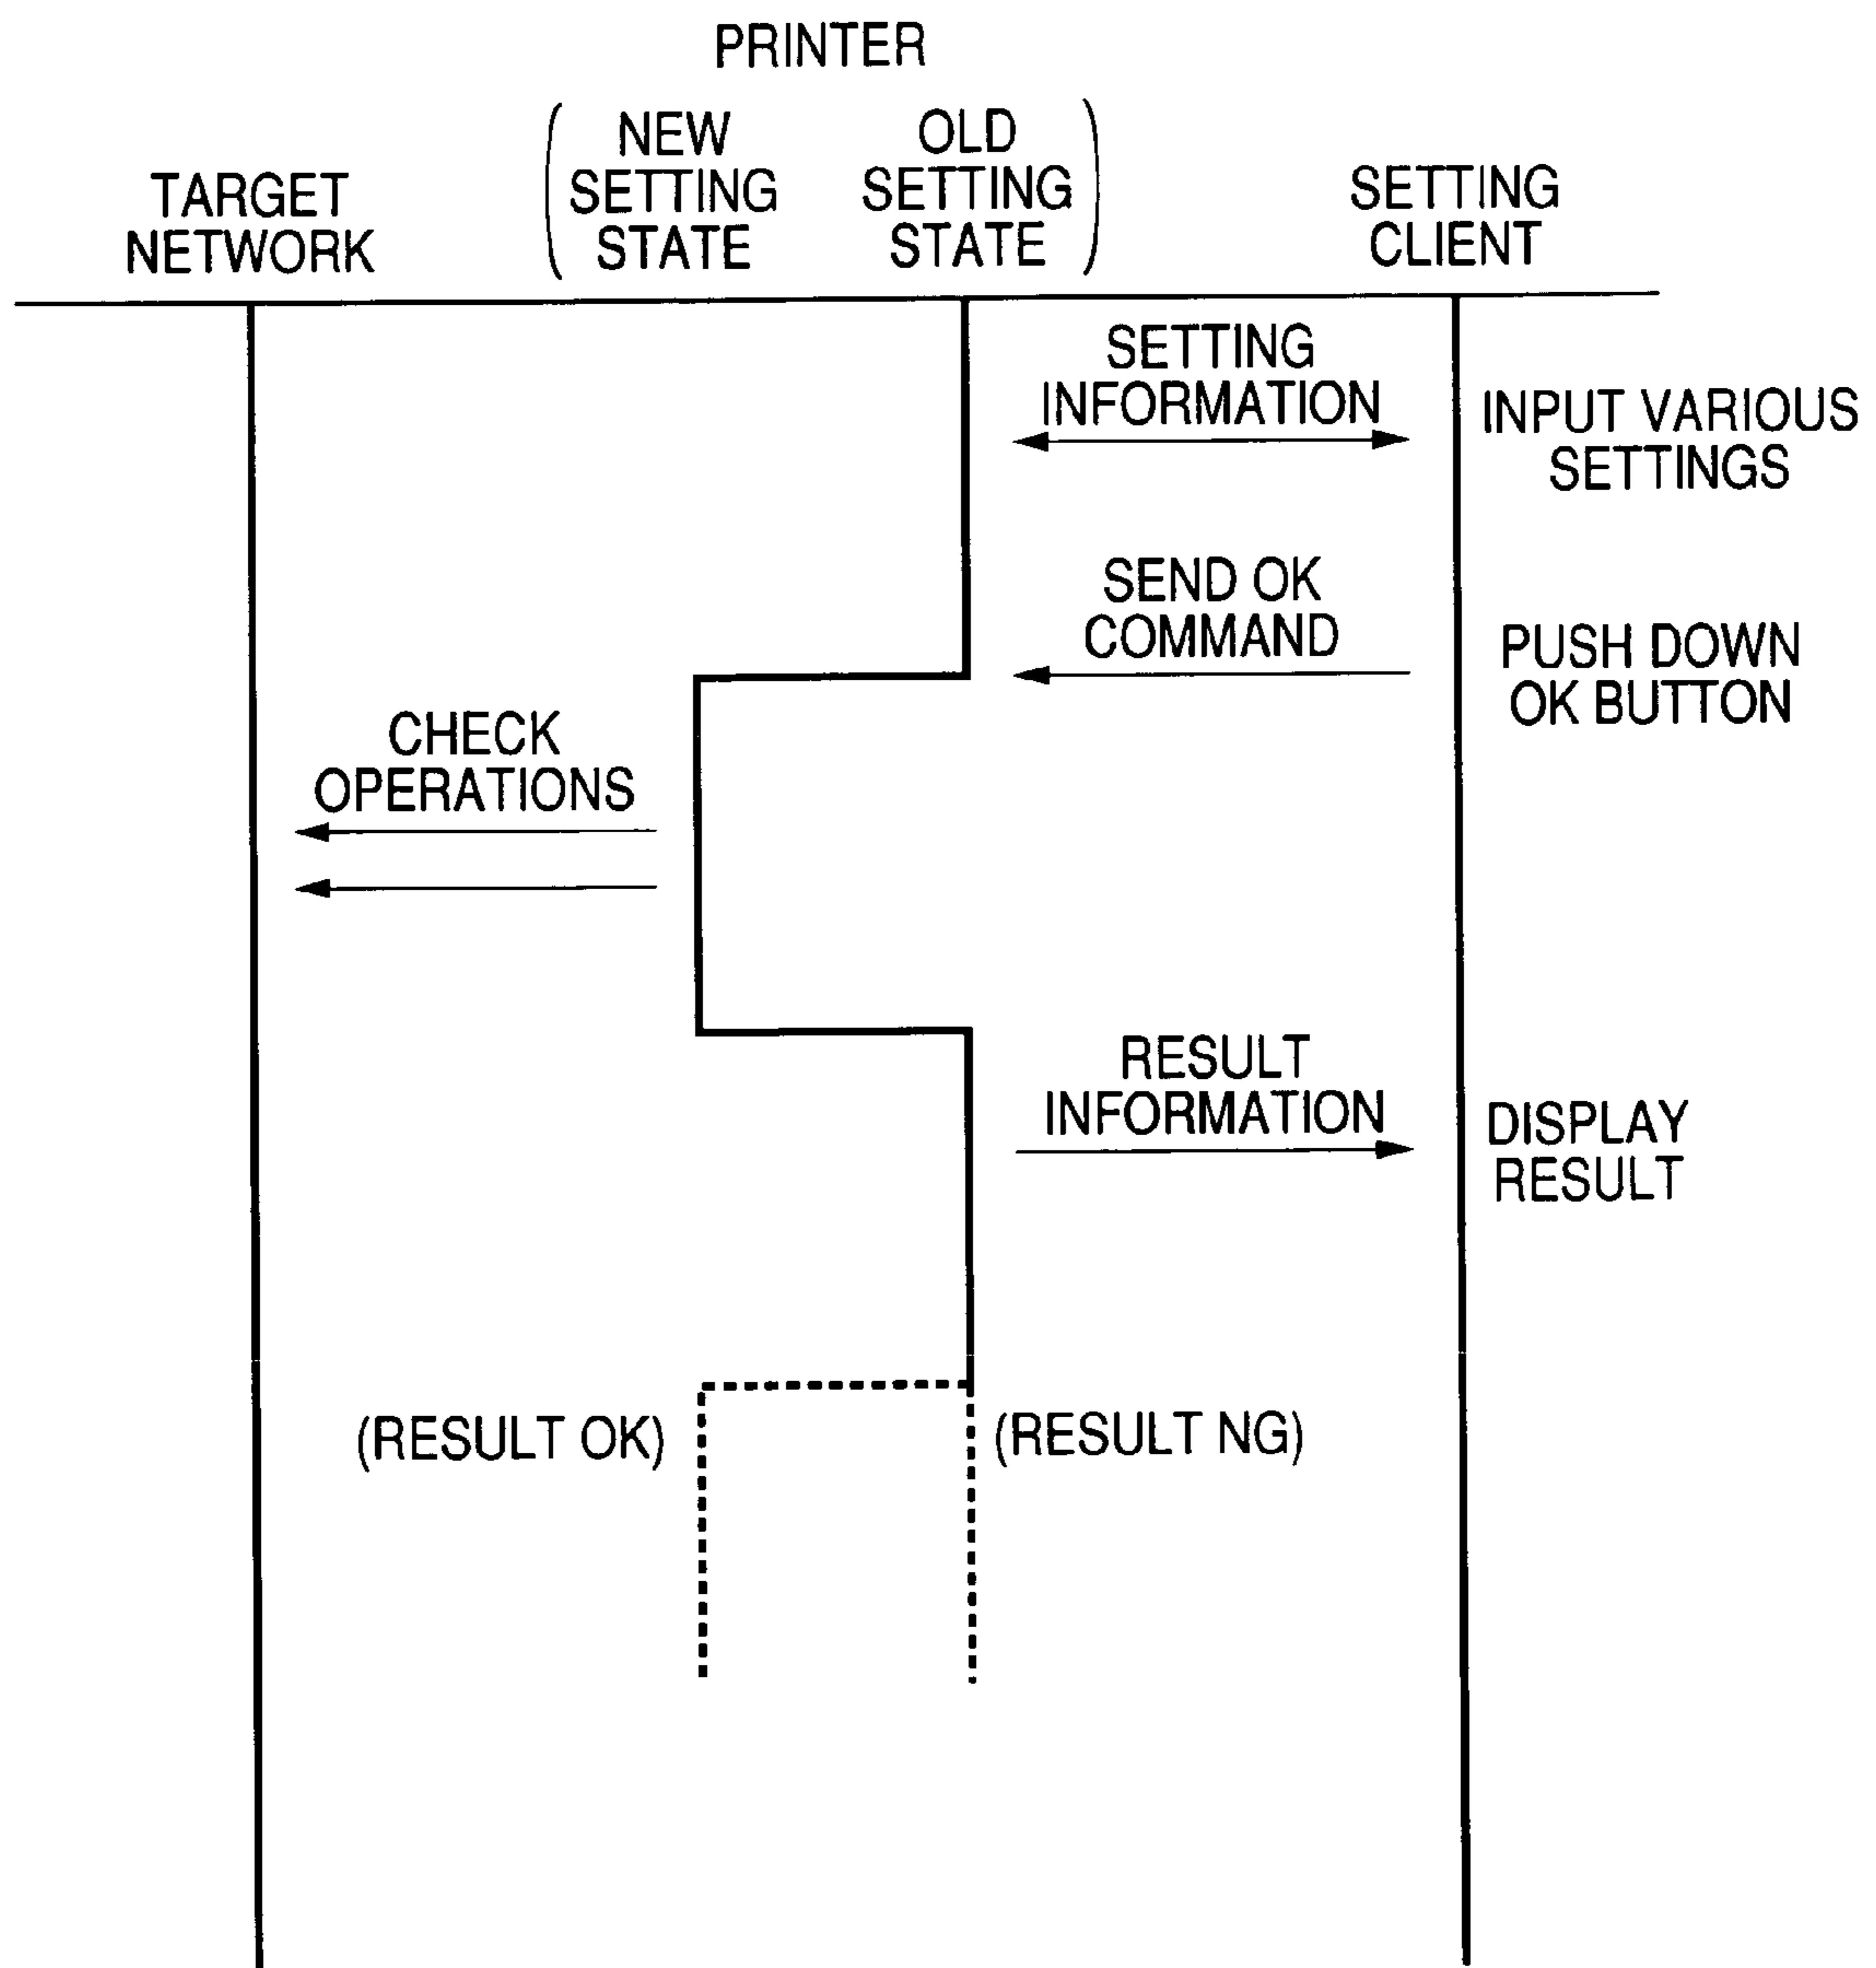 PRINTER
TARGET
NETWORK
NEW
SETTING
STATE
OLD
SETTING
STATE
SETTING
CLIENT
SETTING
INFORMATION
INPUT VARIOUS
SETTINGS
SEND OK
COMMAND
PUSH DOWN
OK BUTTON
CHECK
OPERATIONS
RESULT
INFORMATION
DISPLAY
RESULT
(RESULT OK)
(RESULT NG)